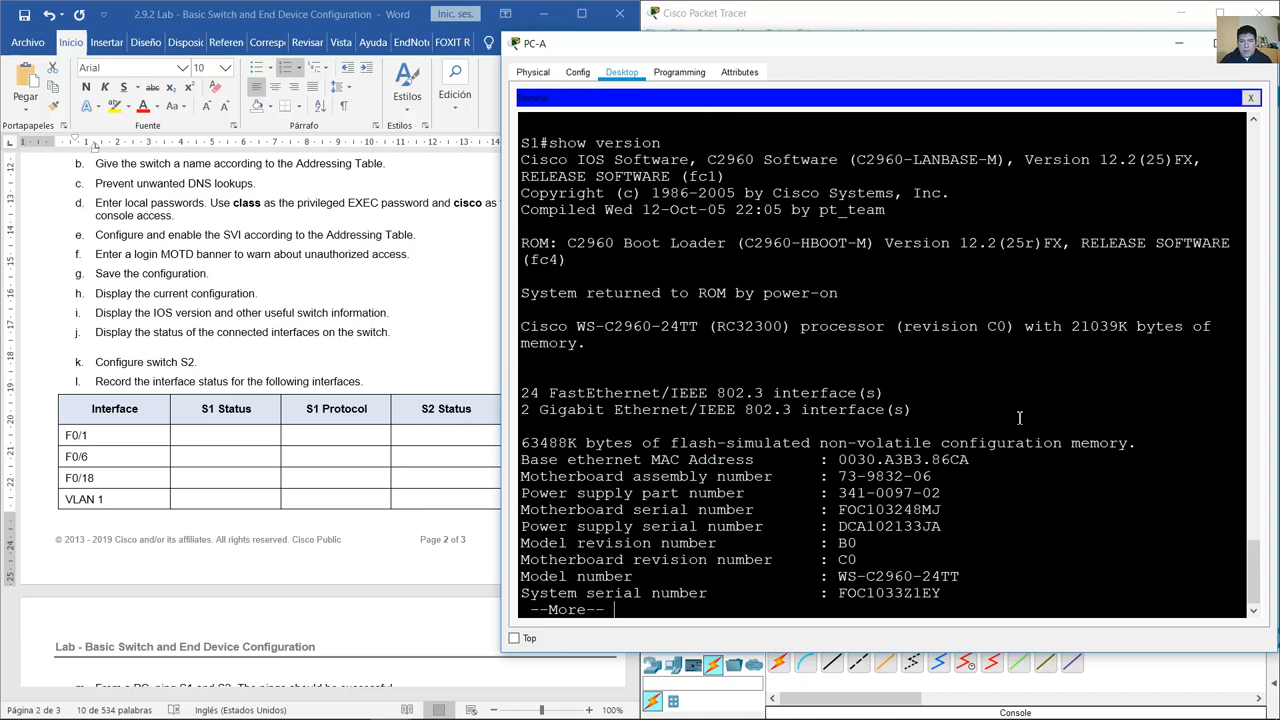 2.9.2 Lab - Basic Switch and End Device Configuration - Word
Inic. ses.
Cisco Packet Tracer
Archivo Inicio Insertar Diseño Disposi Referen Correspo Revisar Vista Ayuda EndNote FOXIT R
Pegar
Arial 10
N K S
Aa
Estilos
Edición
Portapapeles Fuente Párrafo Estilos
b. Give the switch a name according to the Addressing Table.
c. Prevent unwanted DNS lookups.
d. Enter local passwords. Use class as the privileged EXEC password and cisco as
console access.
e. Configure and enable the SVI according to the Addressing Table.
f. Enter a login MOTD banner to warn about unauthorized access.
g. Save the configuration.
h. Display the current configuration.
i. Display the IOS version and other useful switch information.
j. Display the status of the connected interfaces on the switch.
k. Configure switch S2.
l. Record the interface status for the following interfaces.
Interface S1 Status S1 Protocol S2 Status
F0/1
F0/6
F0/18
VLAN 1
© 2013 - 2019 Cisco and/or its affiliates. All rights reserved. Cisco Public Page 2 of 3
Lab - Basic Switch and End Device Configuration
Página 2 de 3 10 de 534 palabras Inglés (Estados Unidos) 100%
PC-A
Physical Config Desktop Programming Attributes
Terminal
X
S1#show version
Cisco IOS Software, C2960 Software (C2960-LANBASE-M), Version 12.2(25)FX,
RELEASE SOFTWARE (fc1)
Copyright (c) 1986-2005 by Cisco Systems, Inc.
Compiled Wed 12-Oct-05 22:05 by pt_team
ROM: C2960 Boot Loader (C2960-HBOOT-M) Version 12.2(25r)FX, RELEASE SOFTWARE
(fc4)
System returned to ROM by power-on
Cisco WS-C2960-24TT (RC32300) processor (revision C0) with 21039K bytes of
memory.
24 FastEthernet/IEEE 802.3 interface(s)
2 Gigabit Ethernet/IEEE 802.3 interface(s)
63488K bytes of flash-simulated non-volatile configuration memory.
Base ethernet MAC Address : 0030.A3B3.86CA
Motherboard assembly number : 73-9832-06
Power supply part number : 341-0097-02
Motherboard serial number : FOC103248MJ
Power supply serial number : DCA102133JA
Model revision number : B0
Motherboard revision number : C0
Model number : WS-C2960-24TT
System serial number : FOC1033Z1EY
--More--
Top
Console